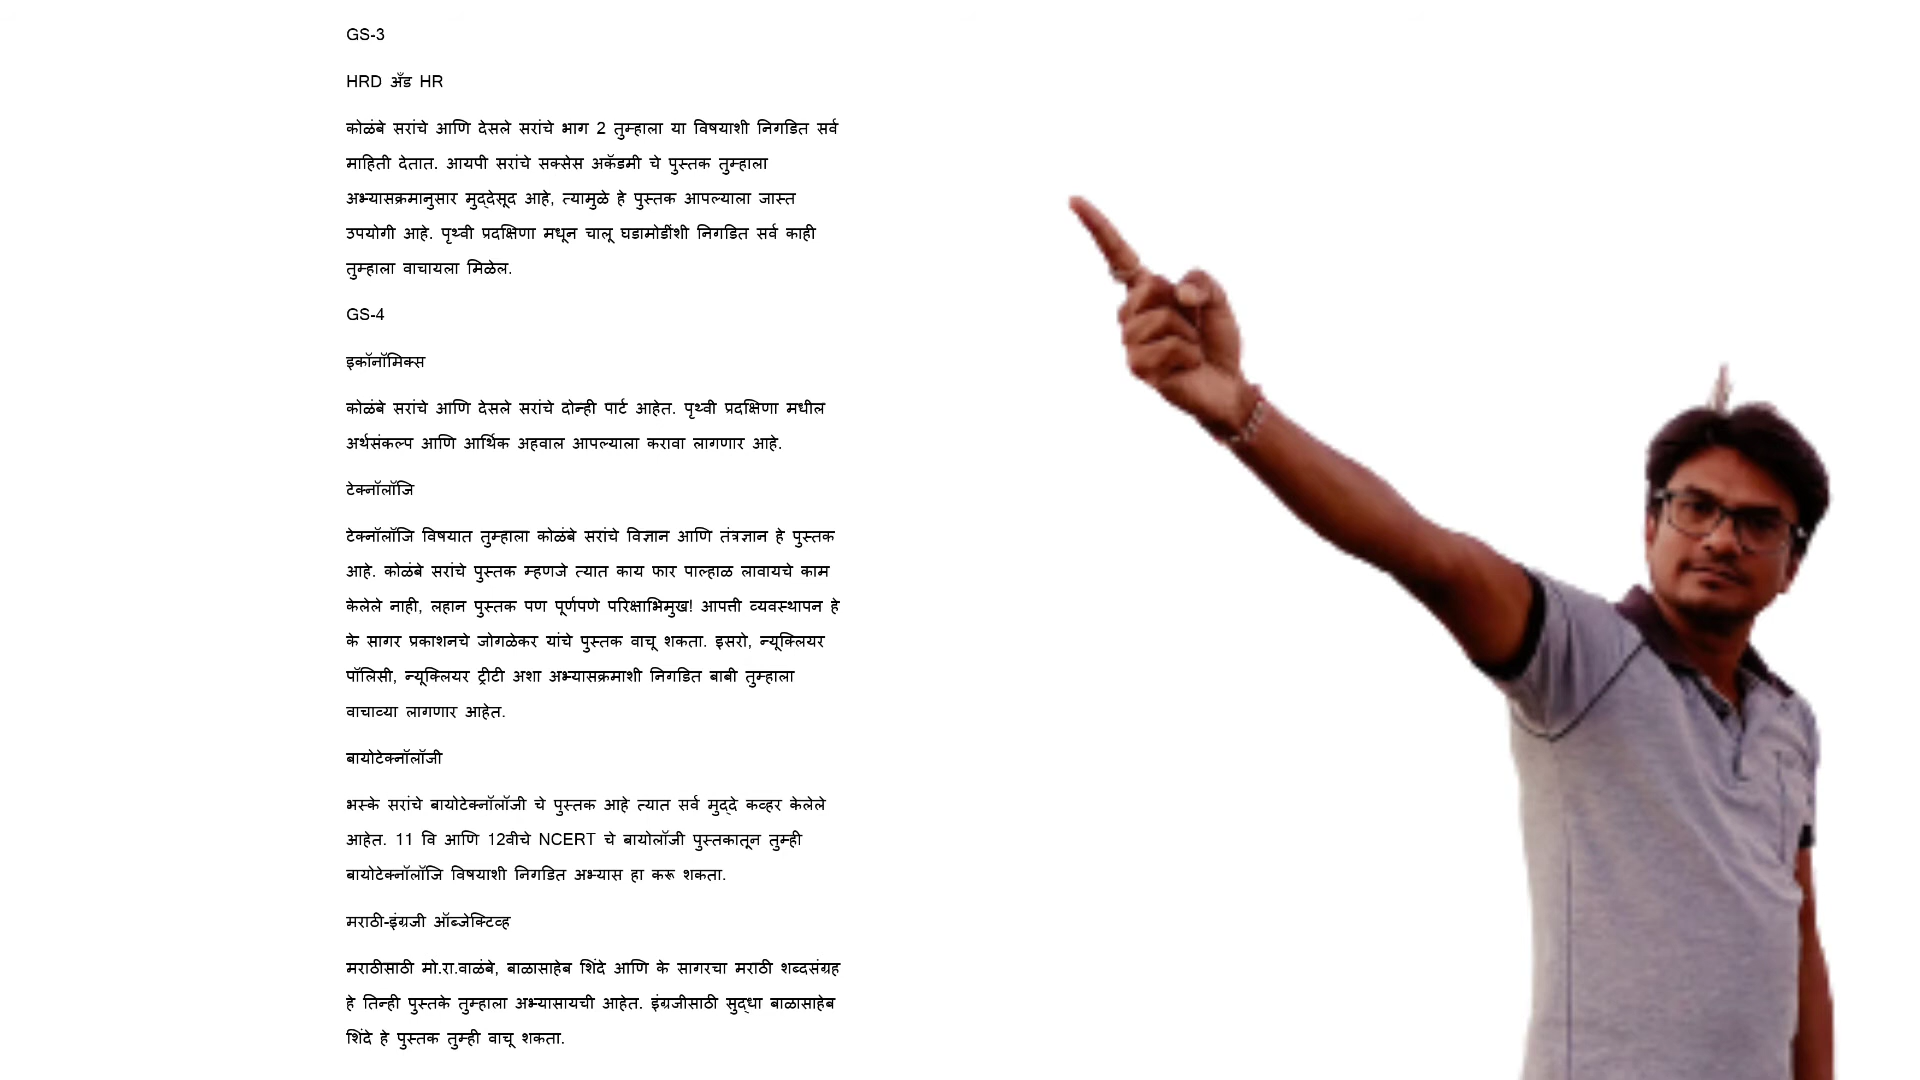 GS-3
HRD अँड HR
कोळंबे सरांचे आणि देसले सरांचे भाग 2 तुम्हाला या विषयाशी निगडित सर्व
माहिती देतात. आयपी सरांचे सक्सेस अकॅडमी चे पुस्तक तुम्हाला
अभ्यासक्रमानुसार मुद्देसूद आहे, त्यामुळे हे पुस्तक आपल्याला जास्त
उपयोगी आहे. पृथ्वी प्रदक्षिणा मधून चालू घडामोडींशी निगडित सर्व काही
तुम्हाला वाचायला मिळेल.
GS-4
इकॉनॉमिक्स
कोळंबे सरांचे आणि देसले सरांचे दोन्ही पार्ट आहेत. पृथ्वी प्रदक्षिणा मधील
अर्थसंकल्प आणि आर्थिक अहवाल आपल्याला करावा लागणार आहे.
टेक्नॉलॉजि
टेक्नॉलॉजि विषयात तुम्हाला कोळंबे सरांचे विज्ञान आणि तंत्रज्ञान हे पुस्तक
आहे. कोळंबे सरांचे पुस्तक म्हणजे त्यात काय फार पाल्हाळ लावायचे काम
केलेले नाही, लहान पुस्तक पण पूर्णपणे परिक्षाभिमुख! आपत्ती व्यवस्थापन हे
के सागर प्रकाशनचे जोगळेकर यांचे पुस्तक वाचू शकता. इसरो, न्यूक्लियर
पॉलिसी, न्यूक्लियर ट्रीटी अशा अभ्यासक्रमाशी निगडित बाबी तुम्हाला
वाचाव्या लागणार आहेत.
बायोटेक्नॉलॉजी
भस्के सरांचे बायोटेक्नॉलॉजी चे पुस्तक आहे त्यात सर्व मुद्दे कव्हर केलेले
आहेत. 11 वि आणि 12वीचे NCERT चे बायोलॉजी पुस्तकातून तुम्ही
बायोटेक्नॉलॉजि विषयाशी निगडित अभ्यास हा करू शकता.
मराठी-इंग्रजी ऑब्जेक्टिव्ह
मराठीसाठी मो.रा.वाळंबे, बाळासाहेब शिंदे आणि के सागरचा मराठी शब्दसंग्रह
हे तिन्ही पुस्तके तुम्हाला अभ्यासायची आहेत. इंग्रजीसाठी सुद्धा बाळासाहेब
शिंदे हे पुस्तक तुम्ही वाचू शकता.